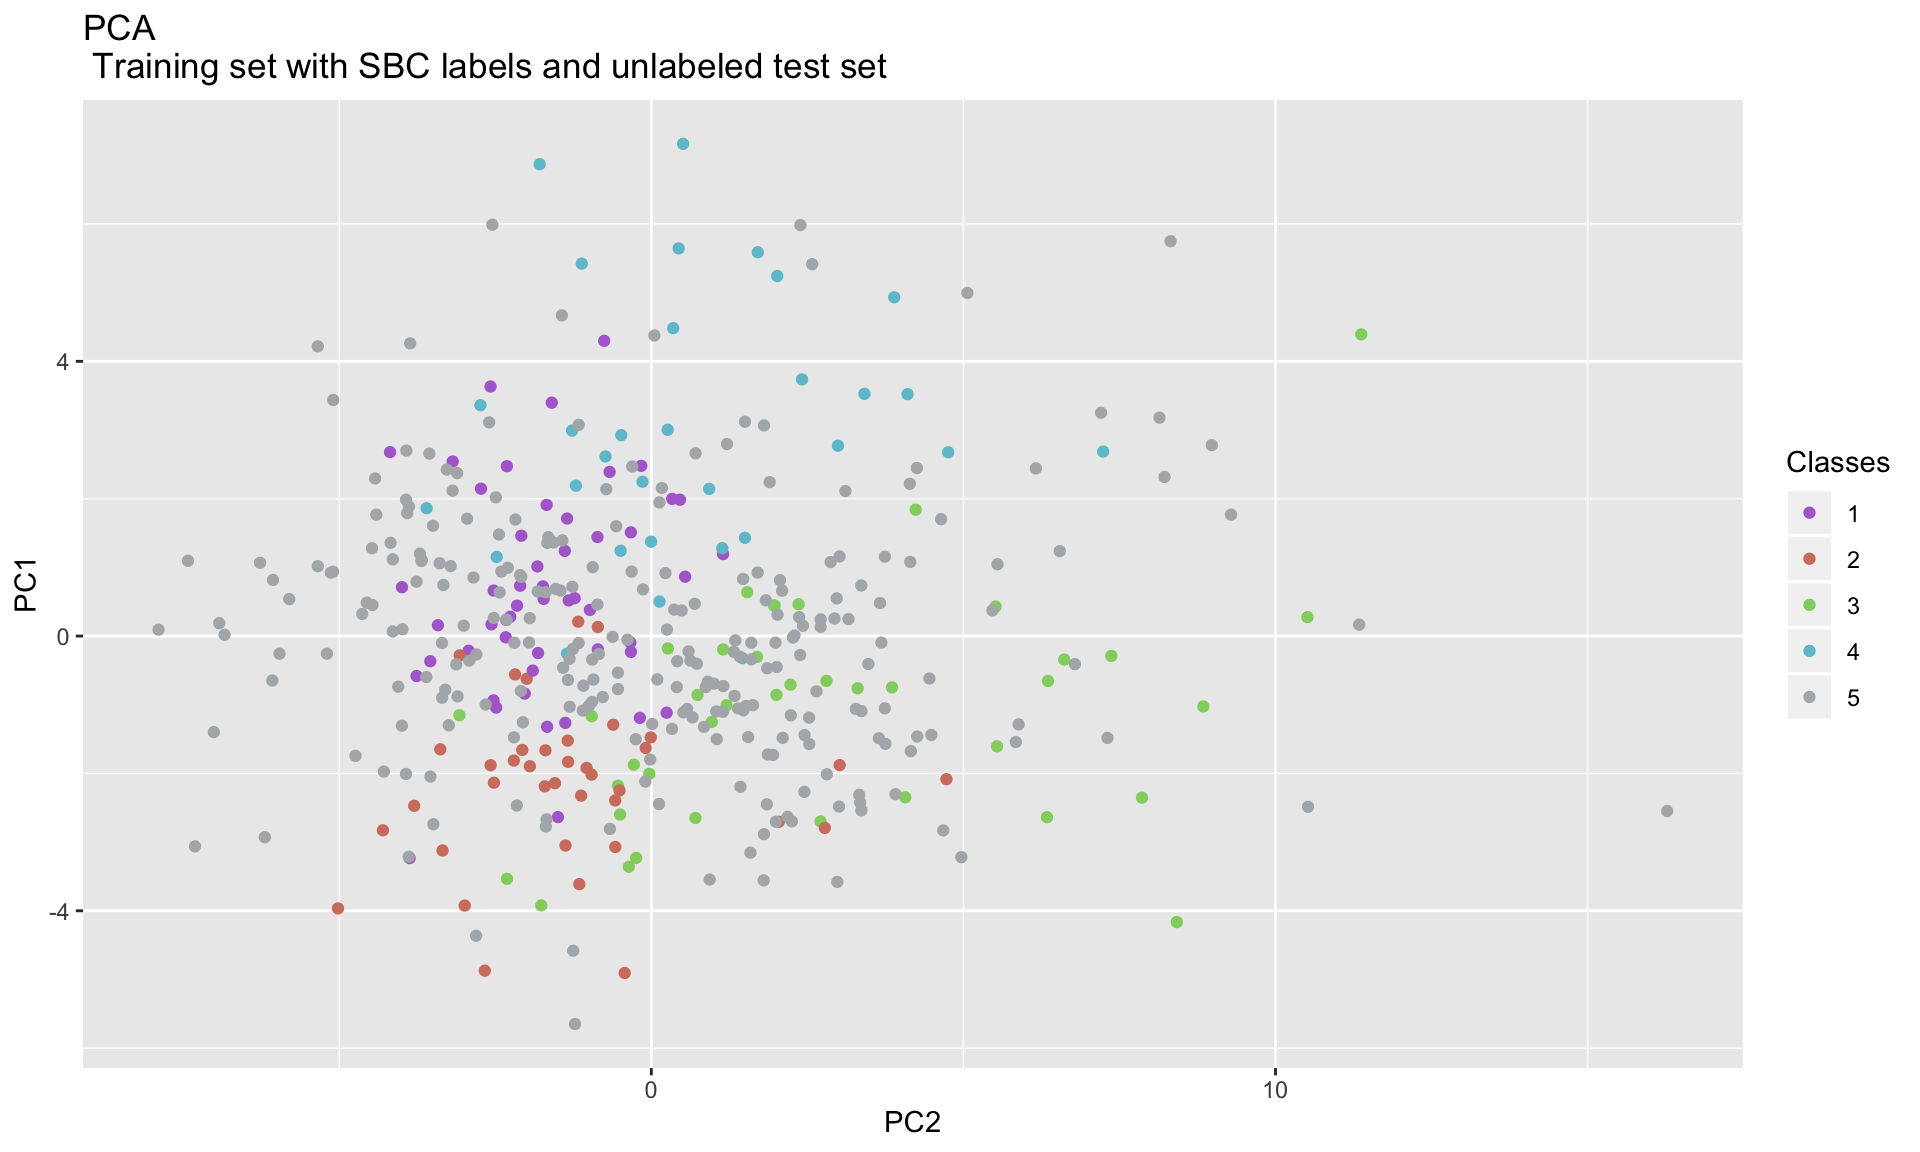 PCA
Training set with SBC labels and unlabeled test set
PC1
4
0
-4
0
10
PC2
Classes
1
2
3
4
5